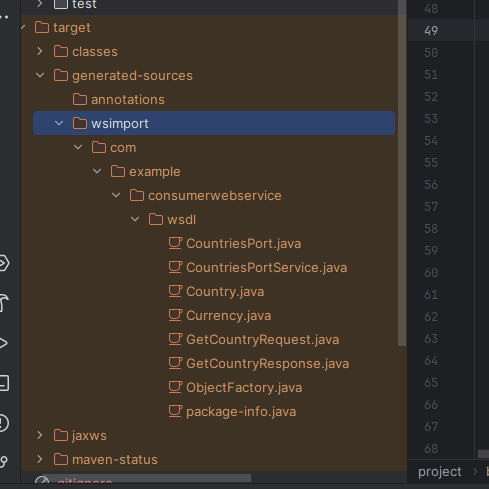 test
target
classes
generated-sources
annotations
wsimport
com
example
consumerwebservice
wsdl
CountriesPort.java
CountriesPortService.java
Country.java
Currency.java
GetCountryRequest.java
GetCountryResponse.java
ObjectFactory.java
package-info.java
jaxws
maven-status
.gitignore
48
49
50
51
52
53
54
55
56
57
58
59
60
61
62
63
64
65
66
67
68
project